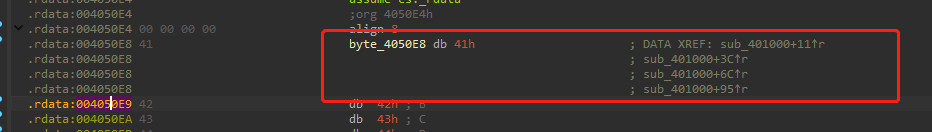 .rdata:004050E4 assume cs:_rdata
.rdata:004050E4 ;org 4050E4h
.rdata:004050E4 00 00 00 00 align 8
.rdata:004050E8 41 byte_4050E8 db 41h ; DATA XREF: sub_401000+11↑r
.rdata:004050E8 ; sub_401000+3C↑r
.rdata:004050E8 ; sub_401000+6C↑r
.rdata:004050E8 ; sub_401000+95↑r
.rdata:004050E9 42 db 42h ; B
.rdata:004050EA 43 db 43h ; C